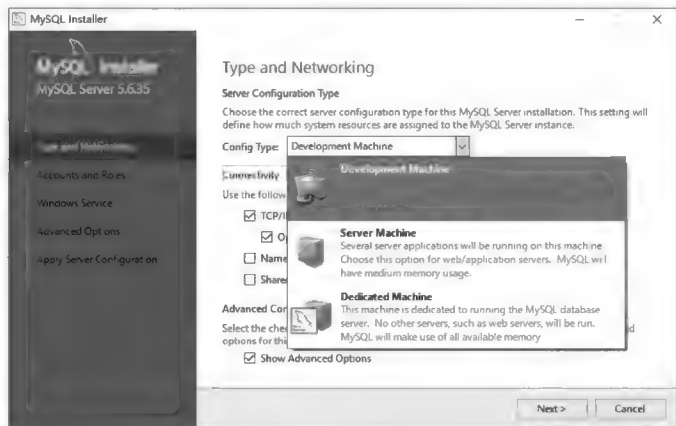 MySQL Installer
MySQL Installer
MySQL Server 5.6.35
Accounts and Roles
Windows Service
Advanced Options
Apply Server Configuration
Type and Networking
Server Configuration Type
Choose the correct server configuration type for this MySQL Server installation. This setting will
define how much system resources are assigned to the MySQL Server instance.
Config Type: Development Machine
Connectivity
Use the follow
TCP/I
Name
Share
Development Machine
Server Machine
Several server applications will be running on this machine
Choose this option for web/application servers. MySQL will
have medium memory usage.
Dedicated Machine
This machine is dedicated to running the MySQL database
server. No other servers, such as web servers, will be run.
MySQL will make use of all available memory
Advanced Cor
Select the che
options for thi
Show Advanced Options
Next > Cancel